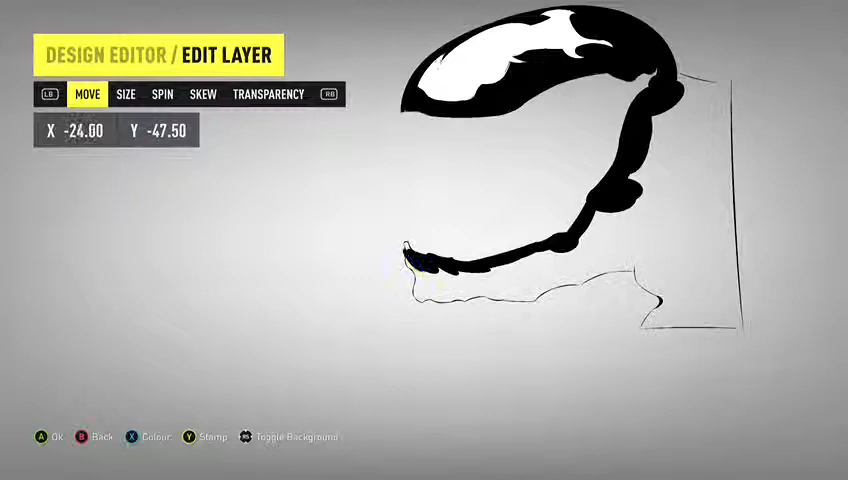 DESIGN EDITOR / EDIT LAYER
LB MOVE SIZE SPIN SKEW TRANSPARENCY RB
X -24.00 Y -47.50
A Ok B Back X Colour Y Stamp RS Toggle Background